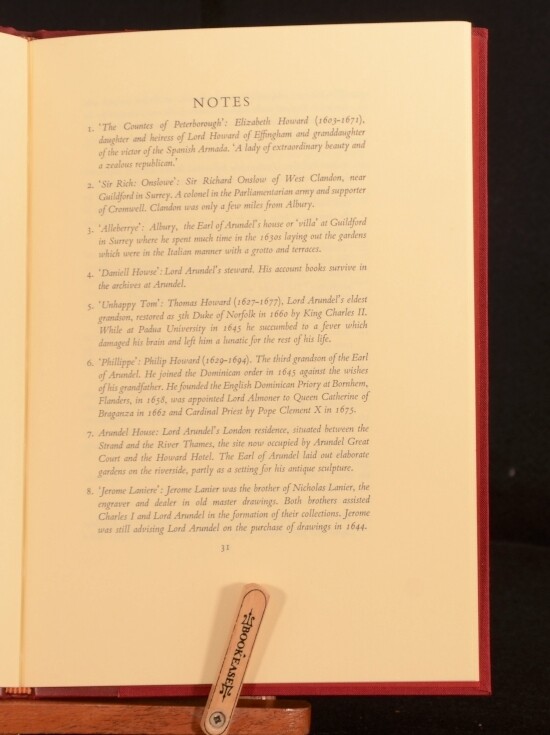 NOTES
1. 'The Countes of Peterborough': Elizabeth Howard (1603-1671),
daughter and heiress of Lord Howard of Effingham and granddaughter
of the victor of the Spanish Armada. 'A lady of extraordinary beauty and
a zealous republican.'
2. 'Sir Rich: Onslowe': Sir Richard Onslow of West Clandon, near
Guildford in Surrey. A colonel in the Parliamentarian army and supporter
of Cromwell. Clandon was only a few miles from Albury.
3. 'Alleberrye': Albury, the Earl of Arundel's house or 'villa' at Guildford
in Surrey where he spent much time in the 1630s laying out the gardens
which were in the Italian manner with a grotto and terraces.
4. 'Daniell Howse': Lord Arundel's steward. His account books survive in
the archives at Arundel.
5. 'Unhappy Tom': Thomas Howard (1627-1677), Lord Arundel's eldest
grandson, restored as 5th Duke of Norfolk in 1660 by King Charles II.
While at Padua University in 1645 he succumbed to a fever which
damaged his brain and left him a lunatic for the rest of his life.
6. 'Phillippe': Philip Howard (1629-1694). The third grandson of the Earl
of Arundel. He joined the Dominican order in 1645 against the wishes
of his grandfather. He founded the English Dominican Priory at Bornhem,
Flanders, in 1658, was appointed Lord Almoner to Queen Catherine of
Braganza in 1662 and Cardinal Priest by Pope Clement X in 1675.
7. Arundel House: Lord Arundel's London residence, situated between the
Strand and the River Thames, the site now occupied by Arundel Great
Court and the Howard Hotel. The Earl of Arundel laid out elaborate
gardens on the riverside, partly as a setting for his antique sculpture.
8. 'Jerome Laniere': Jerome Lanier was the brother of Nicholas Lanier, the
engraver and dealer in old master drawings. Both brothers assisted
Charles I and Lord Arundel in the formation of their collections. Jerome
was still advising Lord Arundel on the purchase of drawings in 1644.
32
BOOKEASE